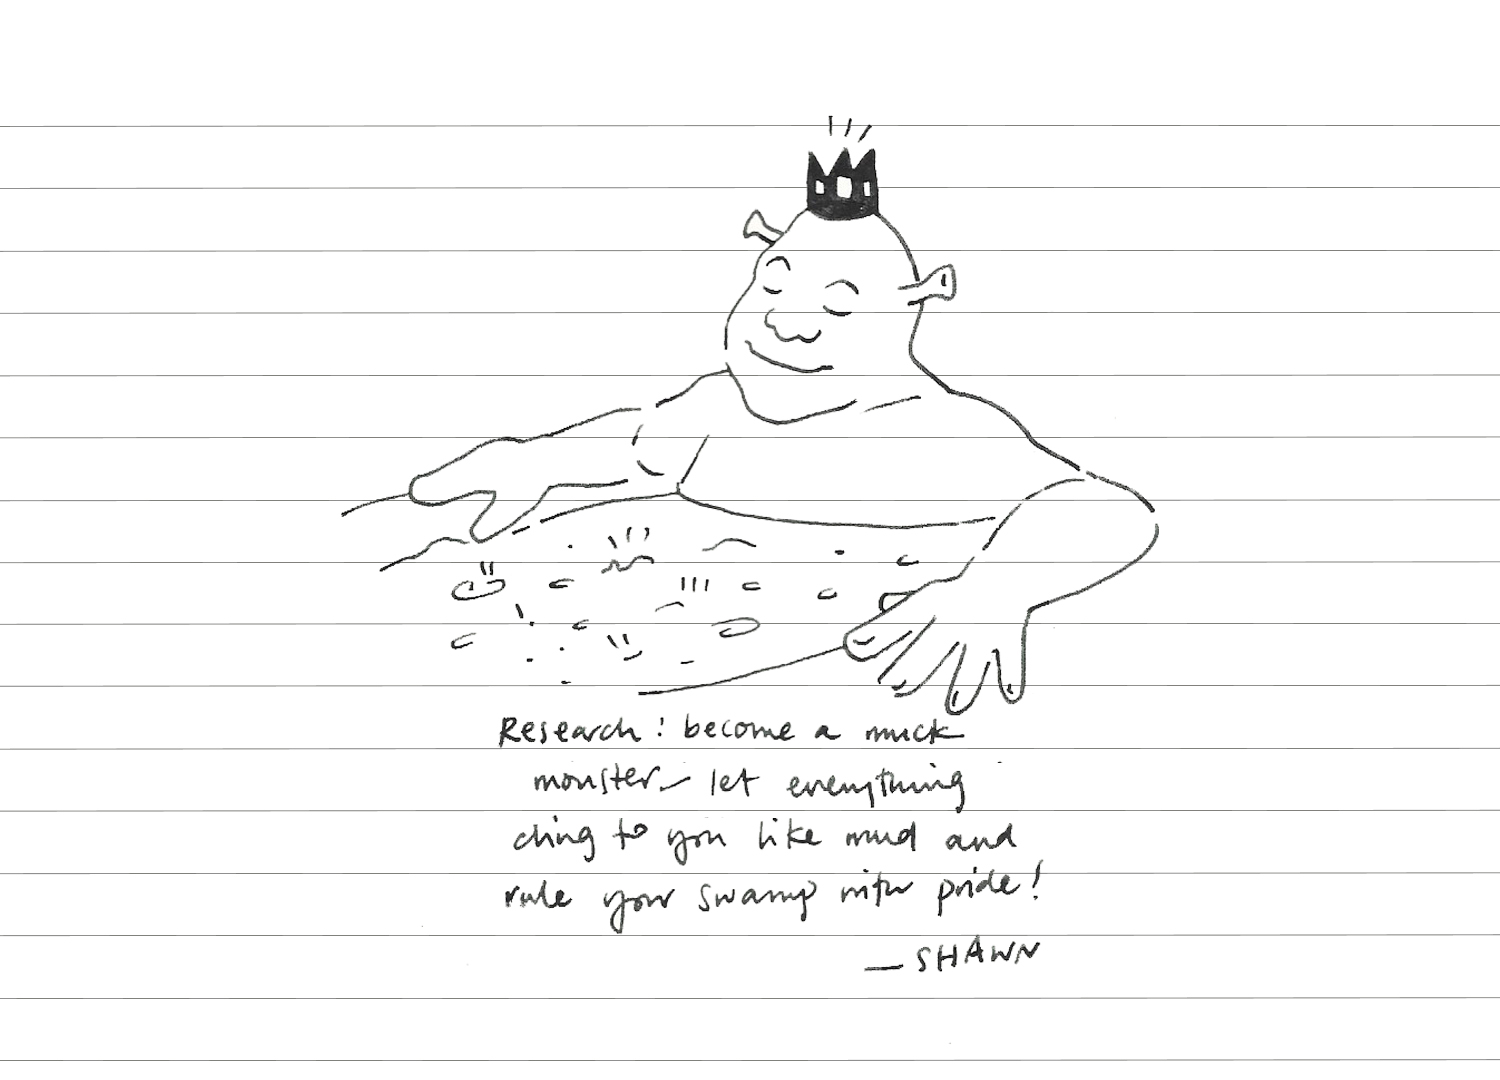 Research! become a muck
monster – let everything
cling to you like mud and
rule your swamp with pride!
— SHAWN